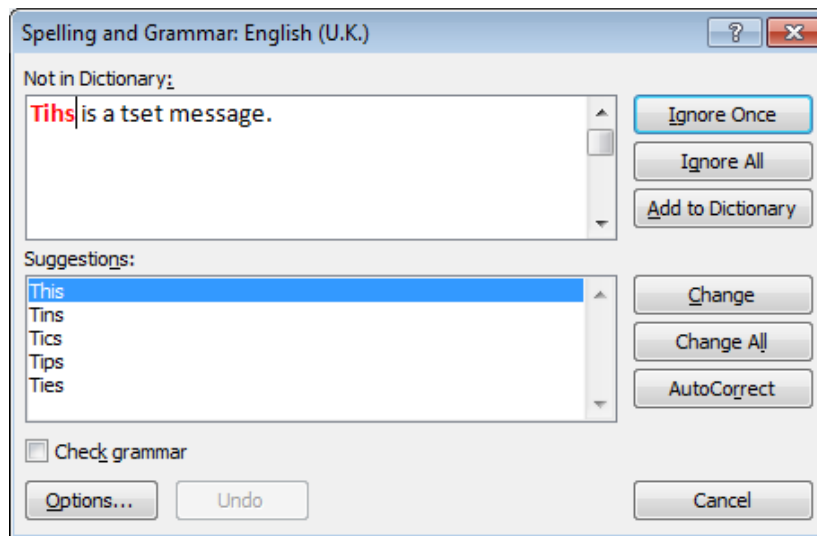 Spelling and Grammar: English (U.K.)
Not in Dictionary:
Tihs is a tset message.
Ignore Once
Ignore All
Add to Dictionary
Suggestions:
This
Tins
Tics
Tips
Ties
Change
Change All
AutoCorrect
Check grammar
Options...
Undo
Cancel